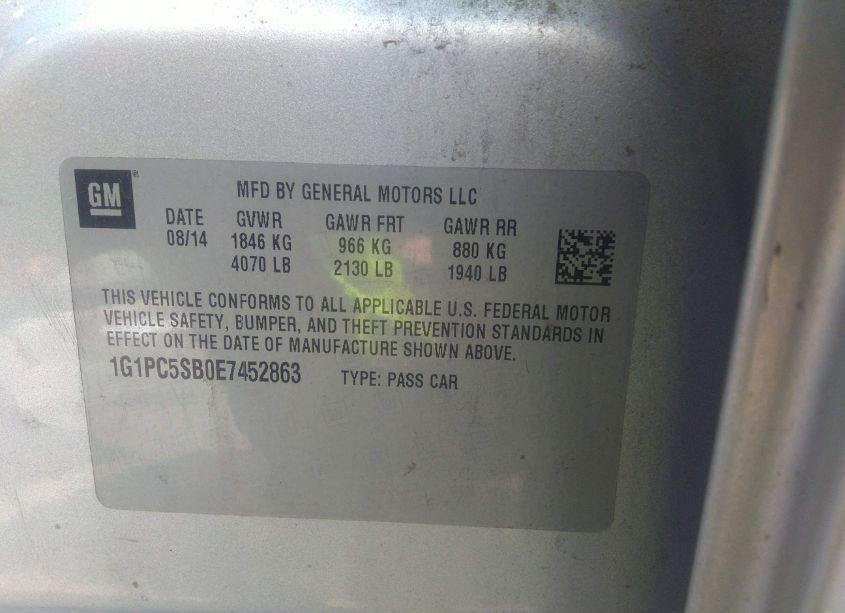 GM
MFD BY GENERAL MOTORS LLC
DATE GVWR GAWR FRT GAWR RR
08/14 1846 KG 966 KG 880 KG
4070 LB 2130 LB 1940 LB
THIS VEHICLE CONFORMS TO ALL APPLICABLE U.S. FEDERAL MOTOR
VEHICLE SAFETY, BUMPER, AND THEFT PREVENTION STANDARDS IN
EFFECT ON THE DATE OF MANUFACTURE SHOWN ABOVE.
1G1PC5SB0E7452863 TYPE: PASS CAR